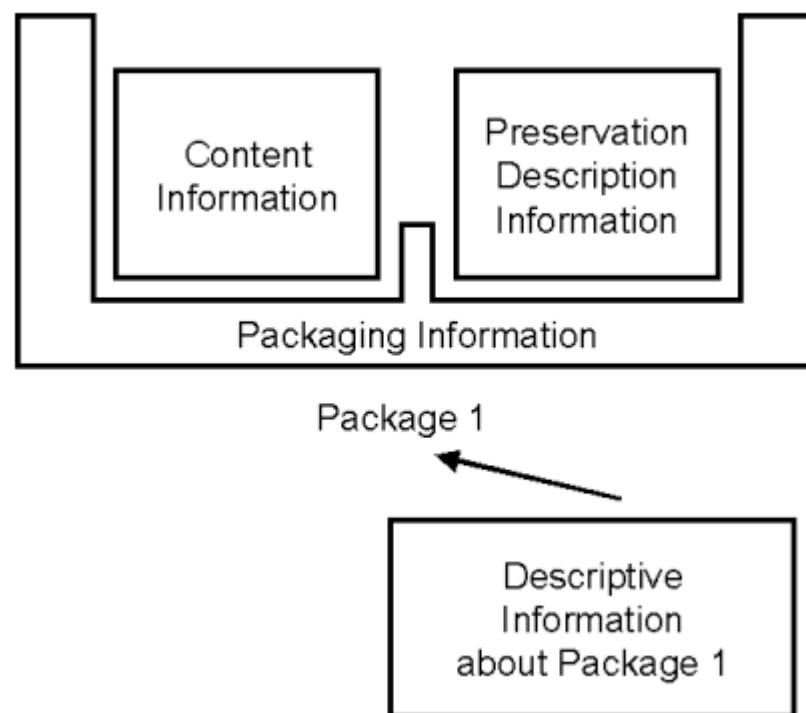 Content
Information
Preservation
Description
Information
Packaging Information
Package 1
Descriptive
Information
about Package 1